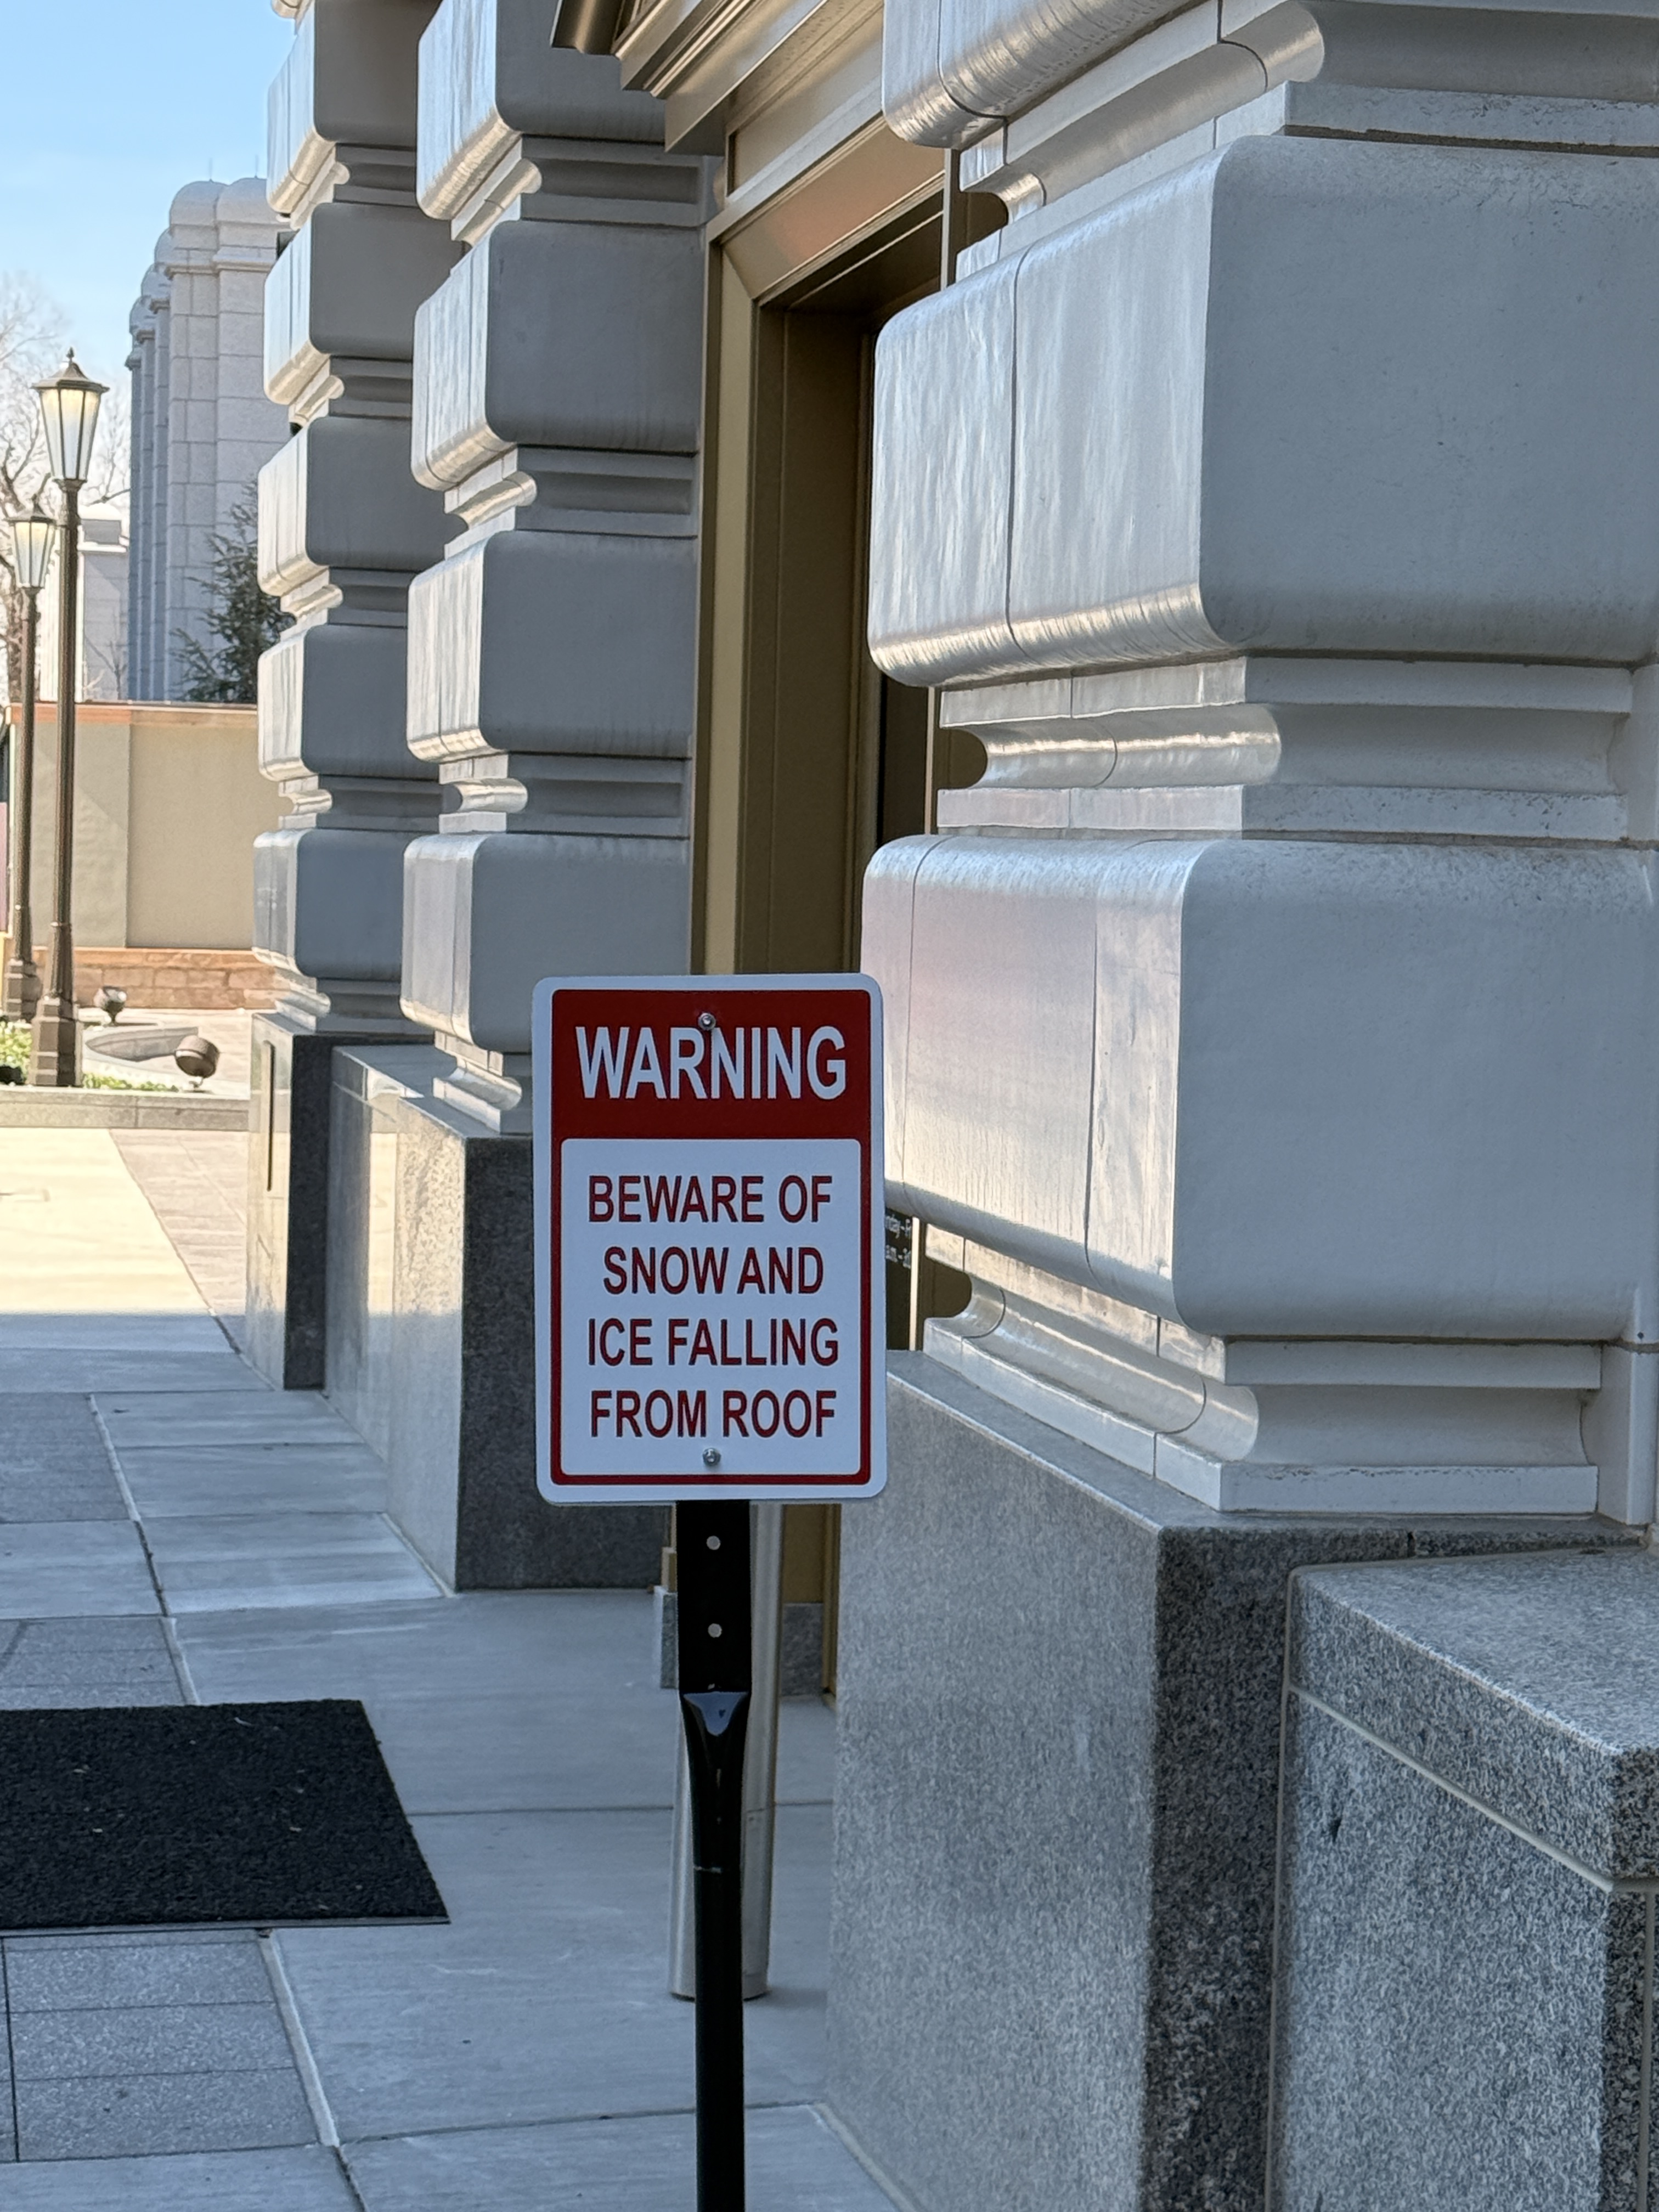 WARNING
BEWARE OF
SNOW AND
ICE FALLING
FROM ROOF